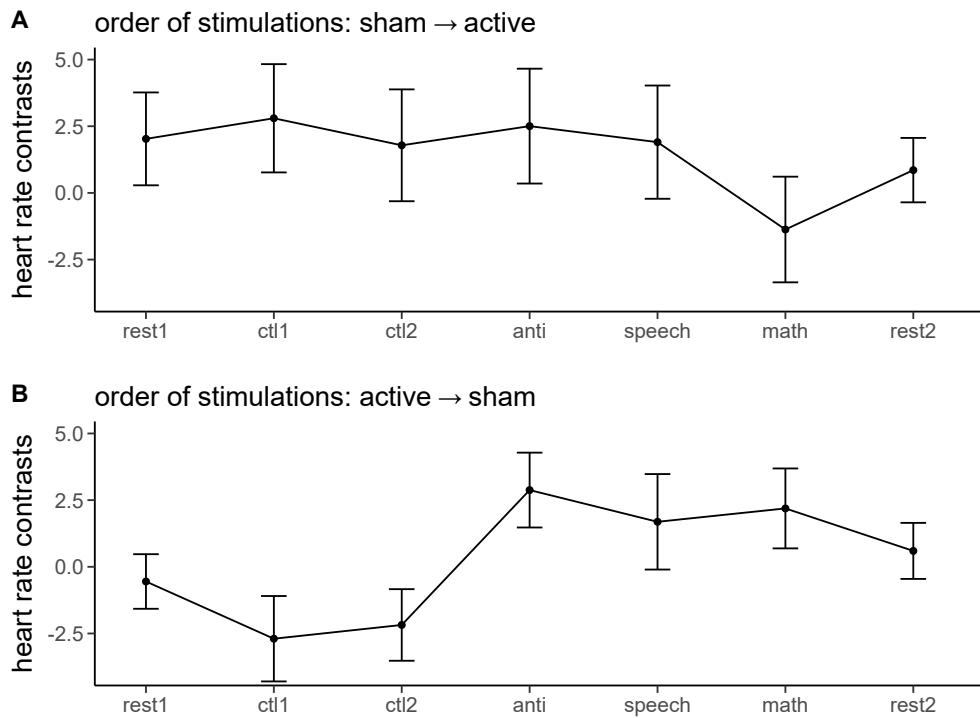 A
order of stimulations: sham → active
heart rate contrasts
5.0
2.5
0.0
-2.5
rest1 ctl1 ctl2 anti speech math rest2
B
order of stimulations: active → sham
heart rate contrasts
5.0
2.5
0.0
-2.5
rest1 ctl1 ctl2 anti speech math rest2